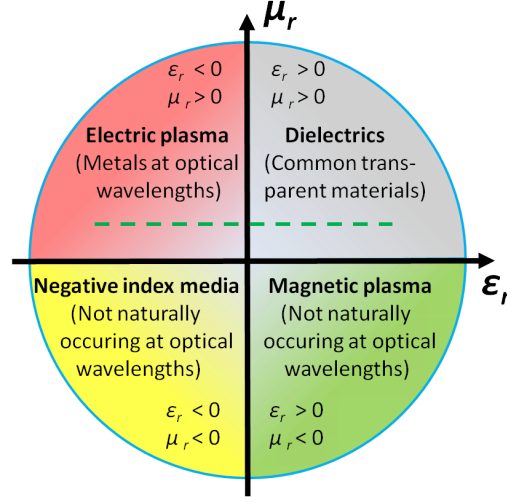 μr
εr < 0
μr > 0
εr > 0
μr > 0
Electric plasma
(Metals at optical
wavelengths)
Dielectrics
(Common trans-
parent materials)
εr
Negative index media
(Not naturally
occuring at optical
wavelengths)
Magnetic plasma
(Not naturally
occuring at optical
wavelengths)
εr < 0
μr < 0
εr > 0
μr < 0